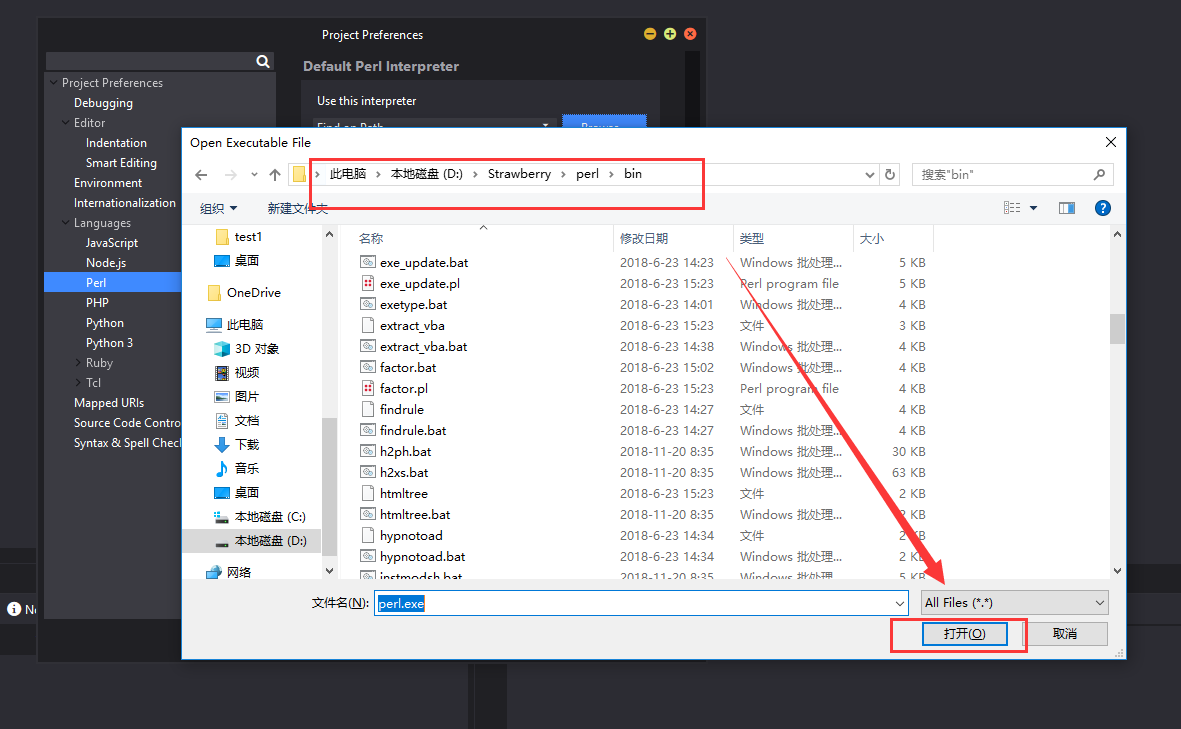 Project Preferences
Default Perl Interpreter
Project Preferences
Use this interpreter
Debugging
Editor
Find on Path
Browse...
Open Executable File
Indentation
Smart Editing
此电脑 › 本地磁盘 (D:) › Strawberry › perl › bin
搜索"bin"
Environment
Internationalization
组织
新建文件夹
Languages
JavaScript
Node.js
Perl
PHP
Python
Python 3
Ruby
Tcl
Mapped URIs
Source Code Contro
Syntax & Spell Chec
test1
桌面
OneDrive
此电脑
3D 对象
视频
图片
文档
下载
音乐
桌面
本地磁盘 (C:)
本地磁盘 (D:)
网络
名称 修改日期 类型 大小
exe_update.bat 2018-6-23 14:23 Windows 批处理... 5 KB
exe_update.pl 2018-6-23 15:23 Perl program file 5 KB
exetype.bat 2018-6-23 14:01 Windows 批处理... 4 KB
extract_vba 2018-6-23 15:23 文件 3 KB
extract_vba.bat 2018-6-23 14:38 Windows 批处理... 4 KB
factor.bat 2018-6-23 15:02 Windows 批处理... 4 KB
factor.pl 2018-6-23 15:23 Perl program file 4 KB
findrule 2018-6-23 14:27 文件 4 KB
findrule.bat 2018-6-23 14:27 Windows 批处理... 4 KB
h2ph.bat 2018-11-20 8:35 Windows 批处理... 30 KB
h2xs.bat 2018-11-20 8:35 Windows 批处理... 63 KB
htmltree 2018-6-23 15:23 文件 2 KB
htmltree.bat 2018-11-20 8:35 Windows 批处理... 2 KB
hypnotoad 2018-6-23 14:34 文件 2 KB
hypnotoad.bat 2018-6-23 14:34 Windows 批处理... 2 KB
instmodsh.bat 2018-11-20 8:35 Windows 批处理... 5 KB
No
文件名(N): perl.exe
All Files (*.*)
打开(O)
取消